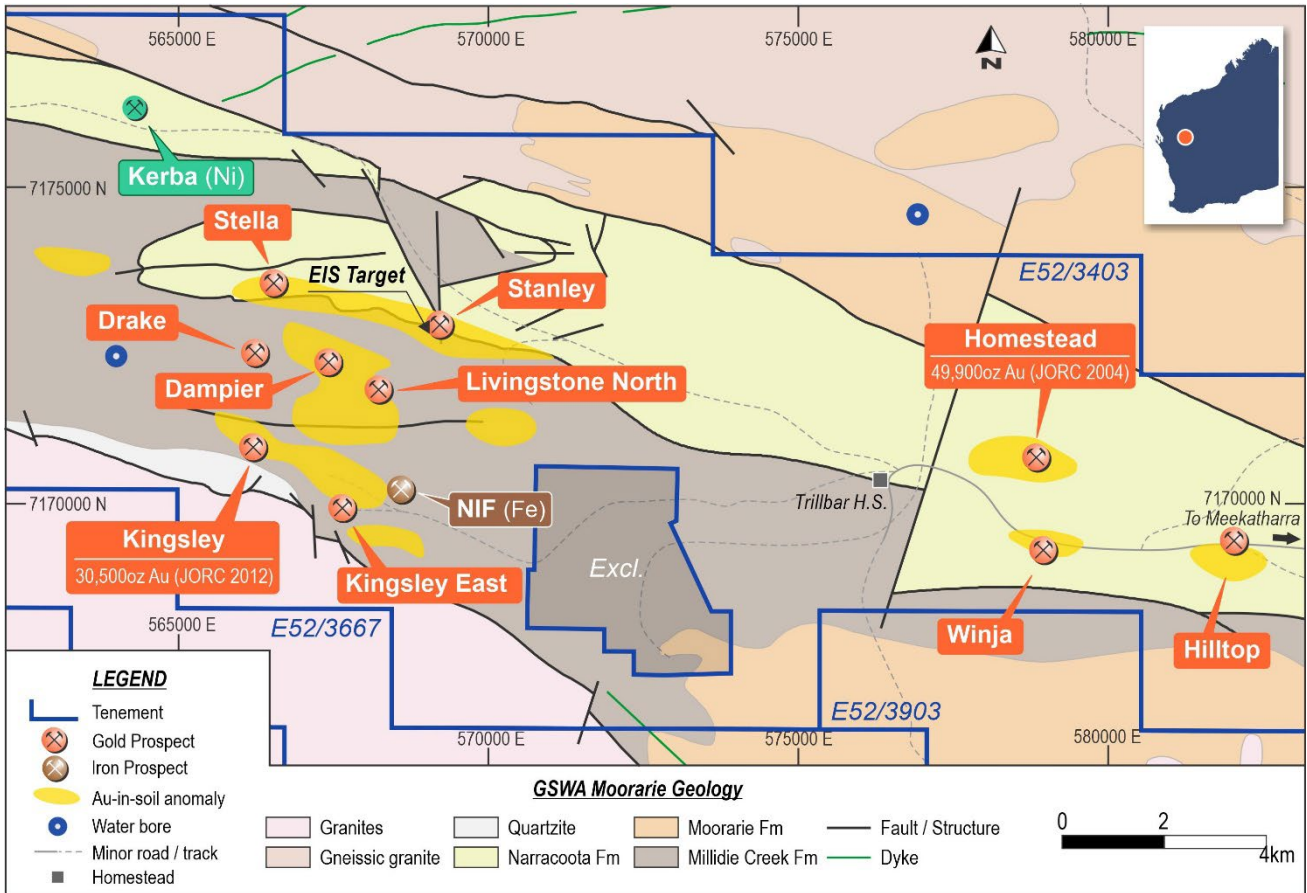 565000 E
570000 E
575000 E
580000 E
N
Kerba (Ni)
7175000 N
Stella
EIS Target
Stanley
E52/3403
Drake
Homestead
49,900oz Au (JORC 2004)
Dampier
Livingstone North
Trillbar H.S.
7170000 N
To Meekatharra
7170000 N
NIF (Fe)
Kingsley
30,500oz Au (JORC 2012)
Excl.
Kingsley East
565000 E
E52/3667
Winja
Hilltop
E52/3903
570000 E
575000 E
580000 E
LEGEND
Tenement
Gold Prospect
Iron Prospect
Au-in-soil anomaly
Water bore
Minor road / track
Homestead
GSWA Moorarie Geology
Granites
Gneissic granite
Quartzite
Narracoota Fm
Moorarie Fm
Millidie Creek Fm
Fault / Structure
Dyke
0
2
4km